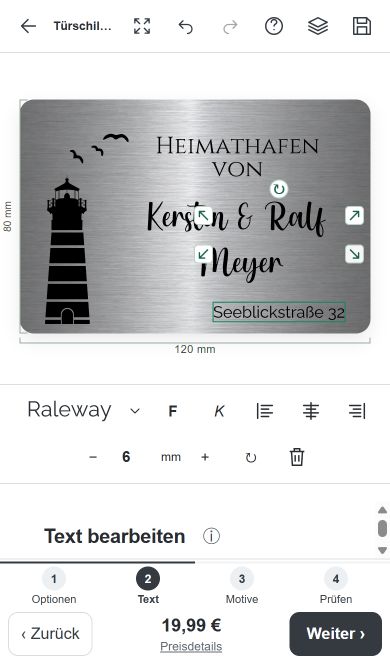 Türschil...
HEIMATHAFEN
VON
Kersten & Ralf
Meyer
Seeblickstraße 32
80 mm
120 mm
Raleway
F
K
− 6 mm +
Text bearbeiten
1 2 3 4
Optionen Text Motive Prüfen
‹ Zurück
19,99 €
Preisdetails
Weiter ›